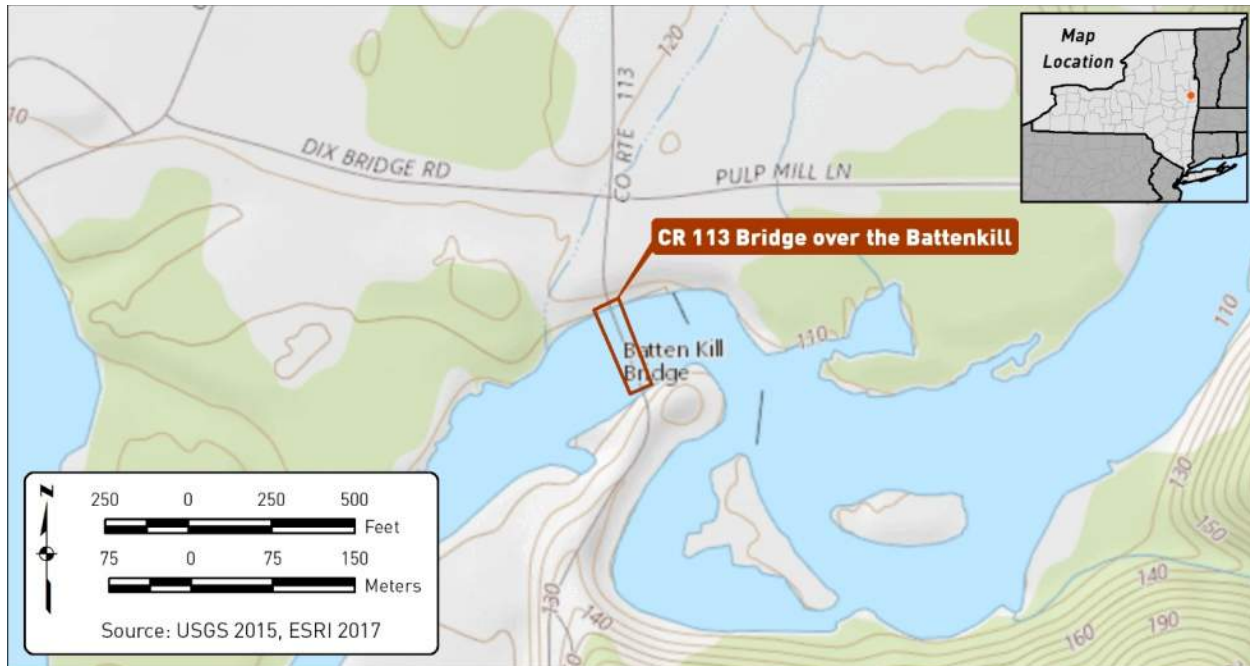 Map
Location
120
CO RTE 113
10
DIX BRIDGE RD
PULP MILL LN
CR 113 Bridge over the Battenkill
110
110
Batten Kill
Bridge
130
150
140
130
140
160
190
N
250 0 250 500
Feet
75 0 75 150
Meters
Source: USGS 2015, ESRI 2017